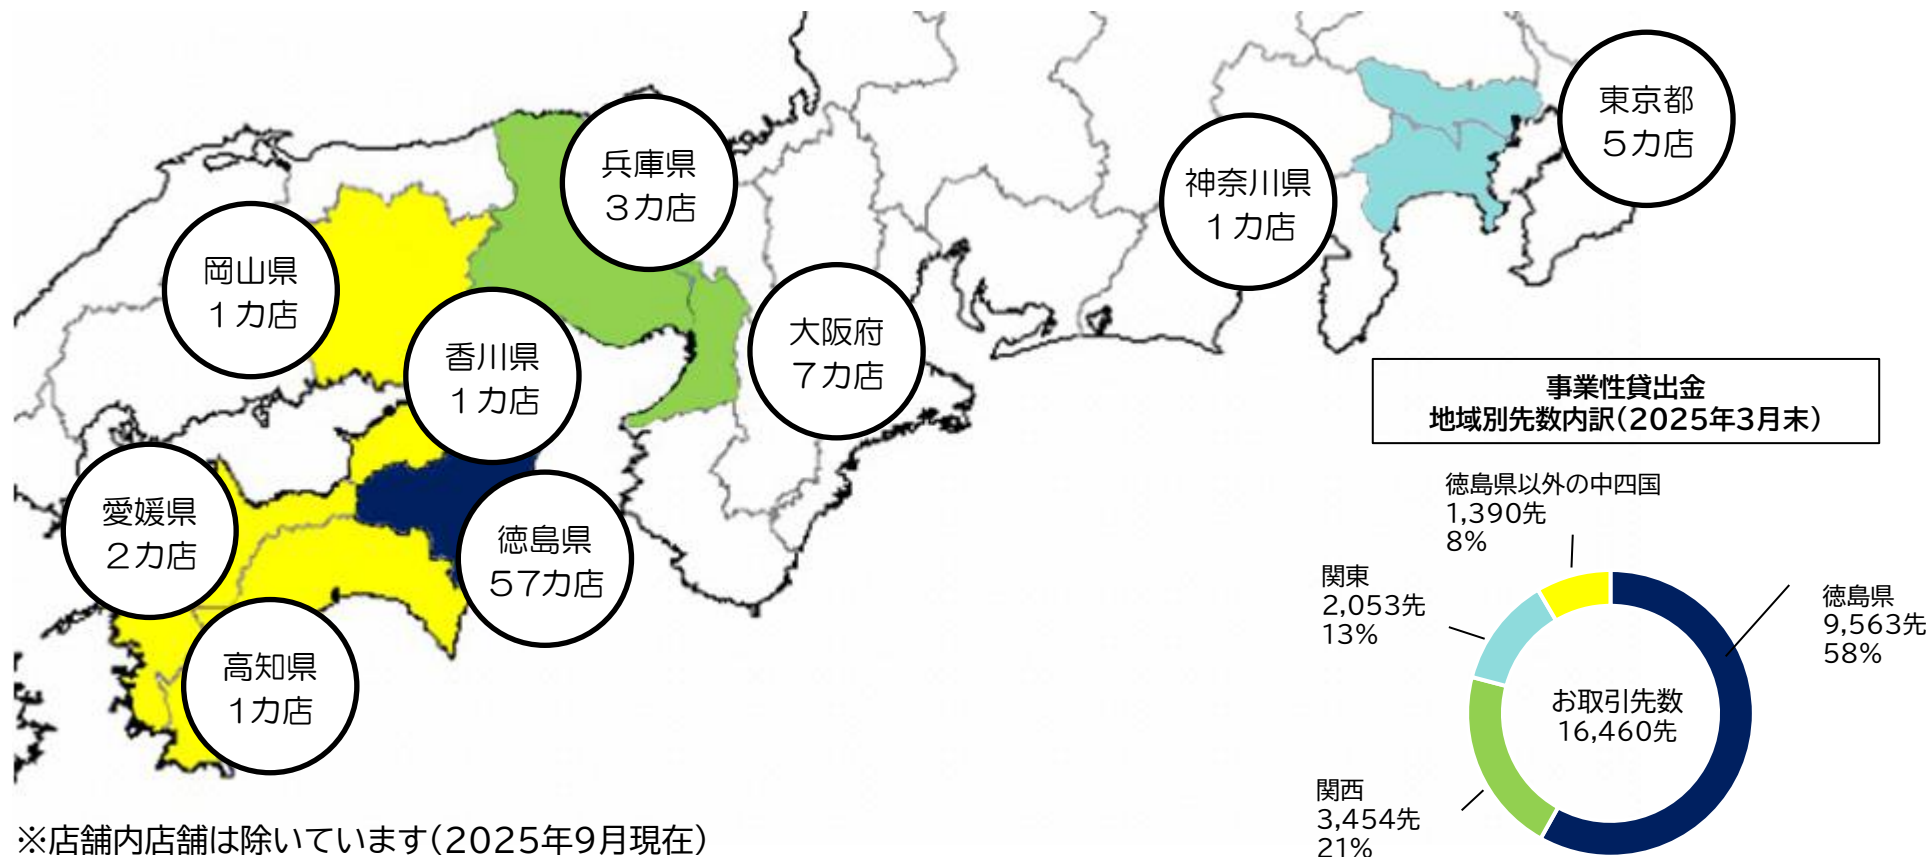 兵庫県
3カ店
東京都
5カ店
神奈川県
1カ店
岡山県
1カ店
香川県
1カ店
大阪府
7カ店
愛媛県
2カ店
徳島県
57カ店
高知県
1カ店
※店舗内店舗は除いています(2025年9月現在)
事業性貸出金
地域別先数内訳(2025年3月末)
徳島県以外の中四国
1,390先
8%
関東
2,053先
13%
徳島県
9,563先
58%
お取引先数
16,460先
関西
3,454先
21%